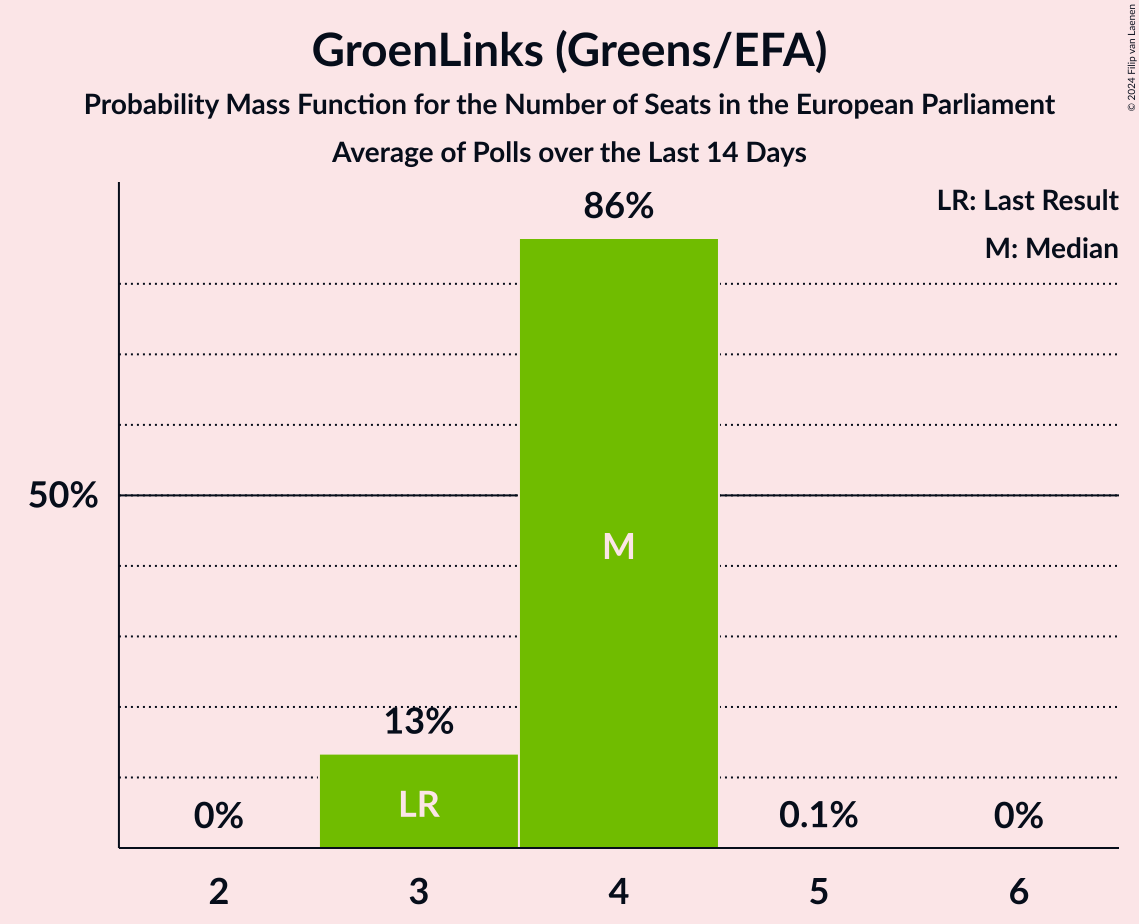 GroenLinks (Greens/EFA)
Probability Mass Function for the Number of Seats in the European Parliament
Average of Polls over the Last 14 Days
© 2024 Filip van Laenen
LR: Last Result
M: Median
86%
50%
M
13%
LR
0%
0.1%
0%
2 3 4 5 6